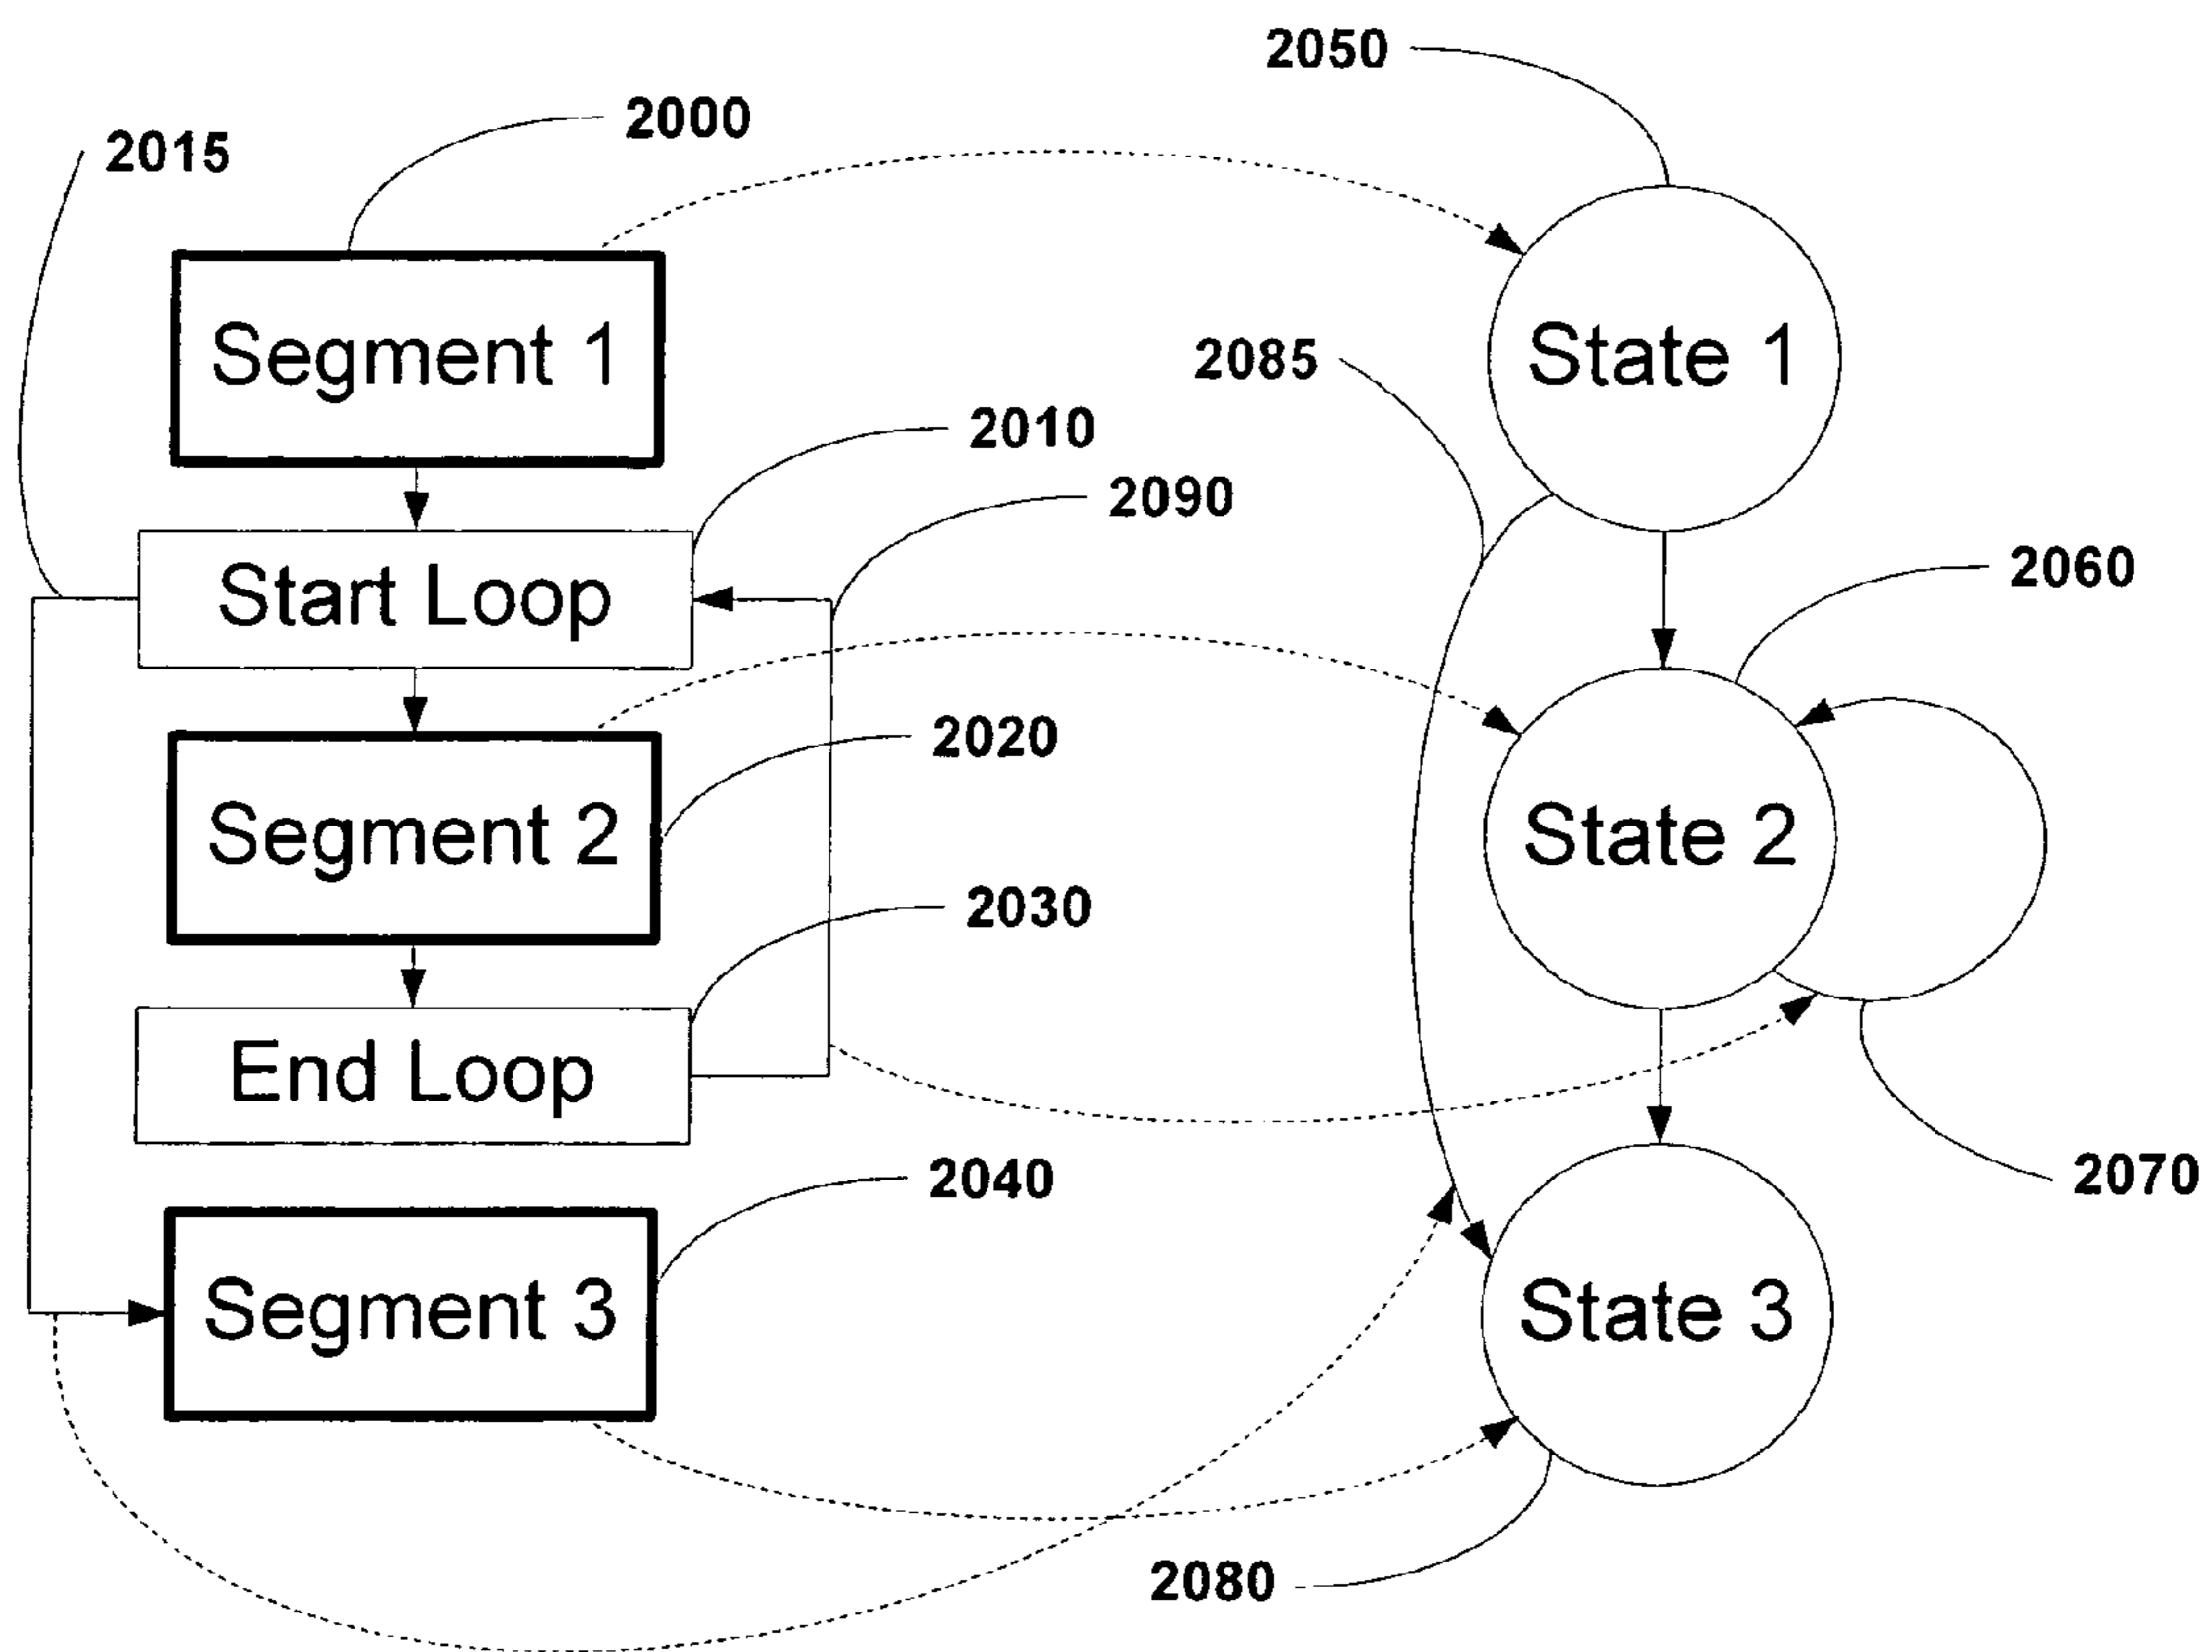 2050
2000
2015
Segment 1
State 1
2085
2010
2090
2060
Start Loop
2020
Segment 2
State 2
2030
End Loop
2040
2070
Segment 3
State 3
2080